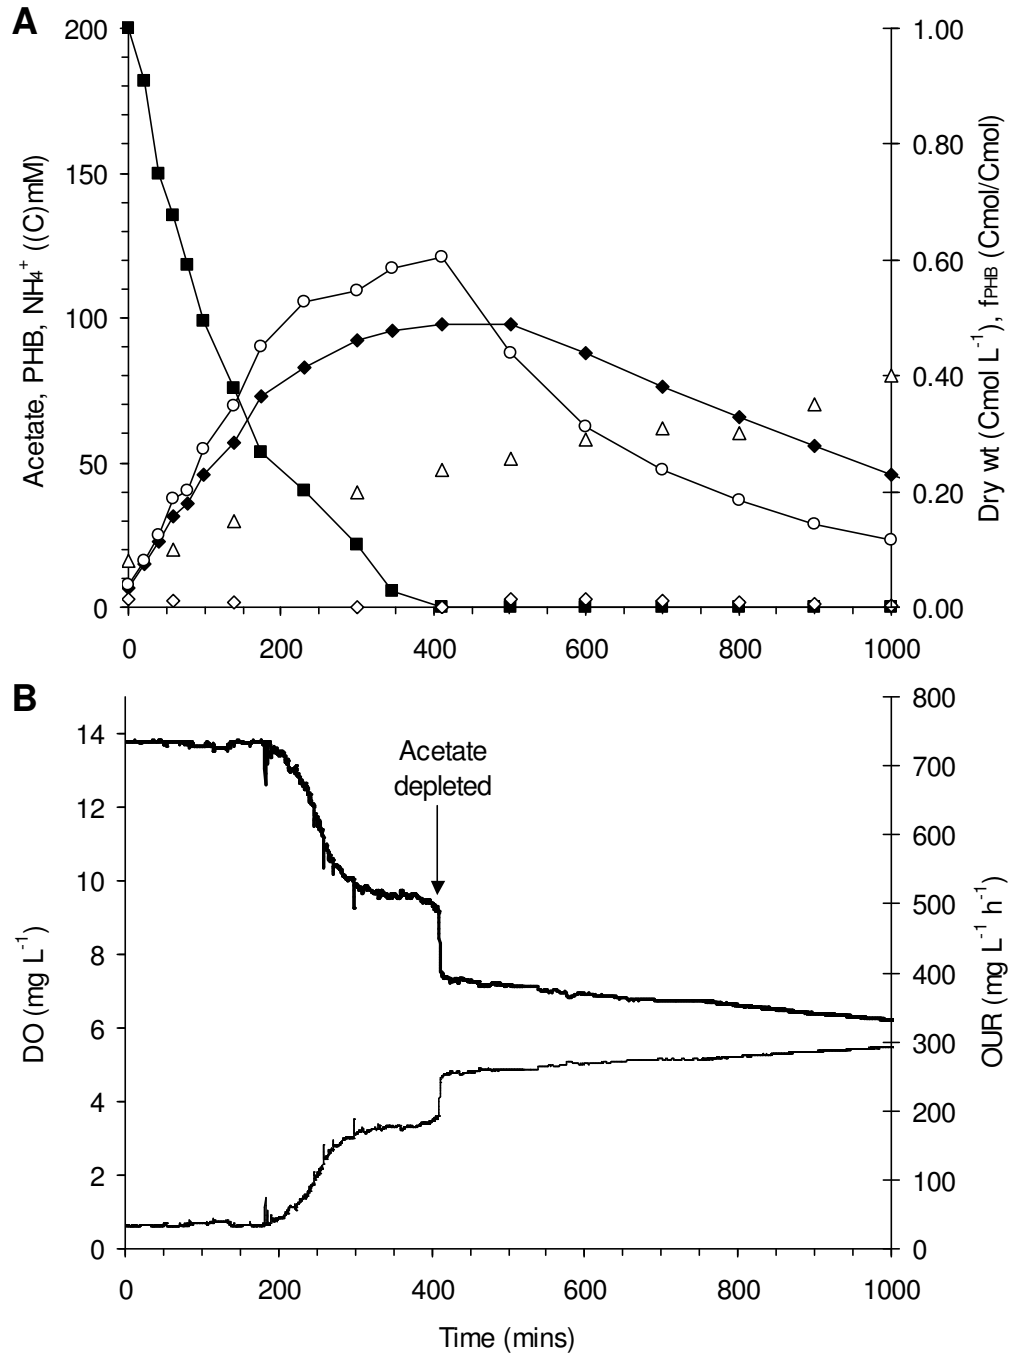 A
Acetate, PHB, NH₄⁺ ((C)mM)
200
150
100
50
0
1.00
0.80
0.60
0.40
0.20
0.00
Dry wt (Cmol L⁻¹), fPHB (Cmol/Cmol)
0 200 400 600 800 1000
B
DO (mg L⁻¹)
14
12
10
8
6
4
2
0
Acetate
depleted
800
700
600
500
400
300
200
100
0
OUR (mg L⁻¹ h⁻¹)
0 200 400 600 800 1000
Time (mins)